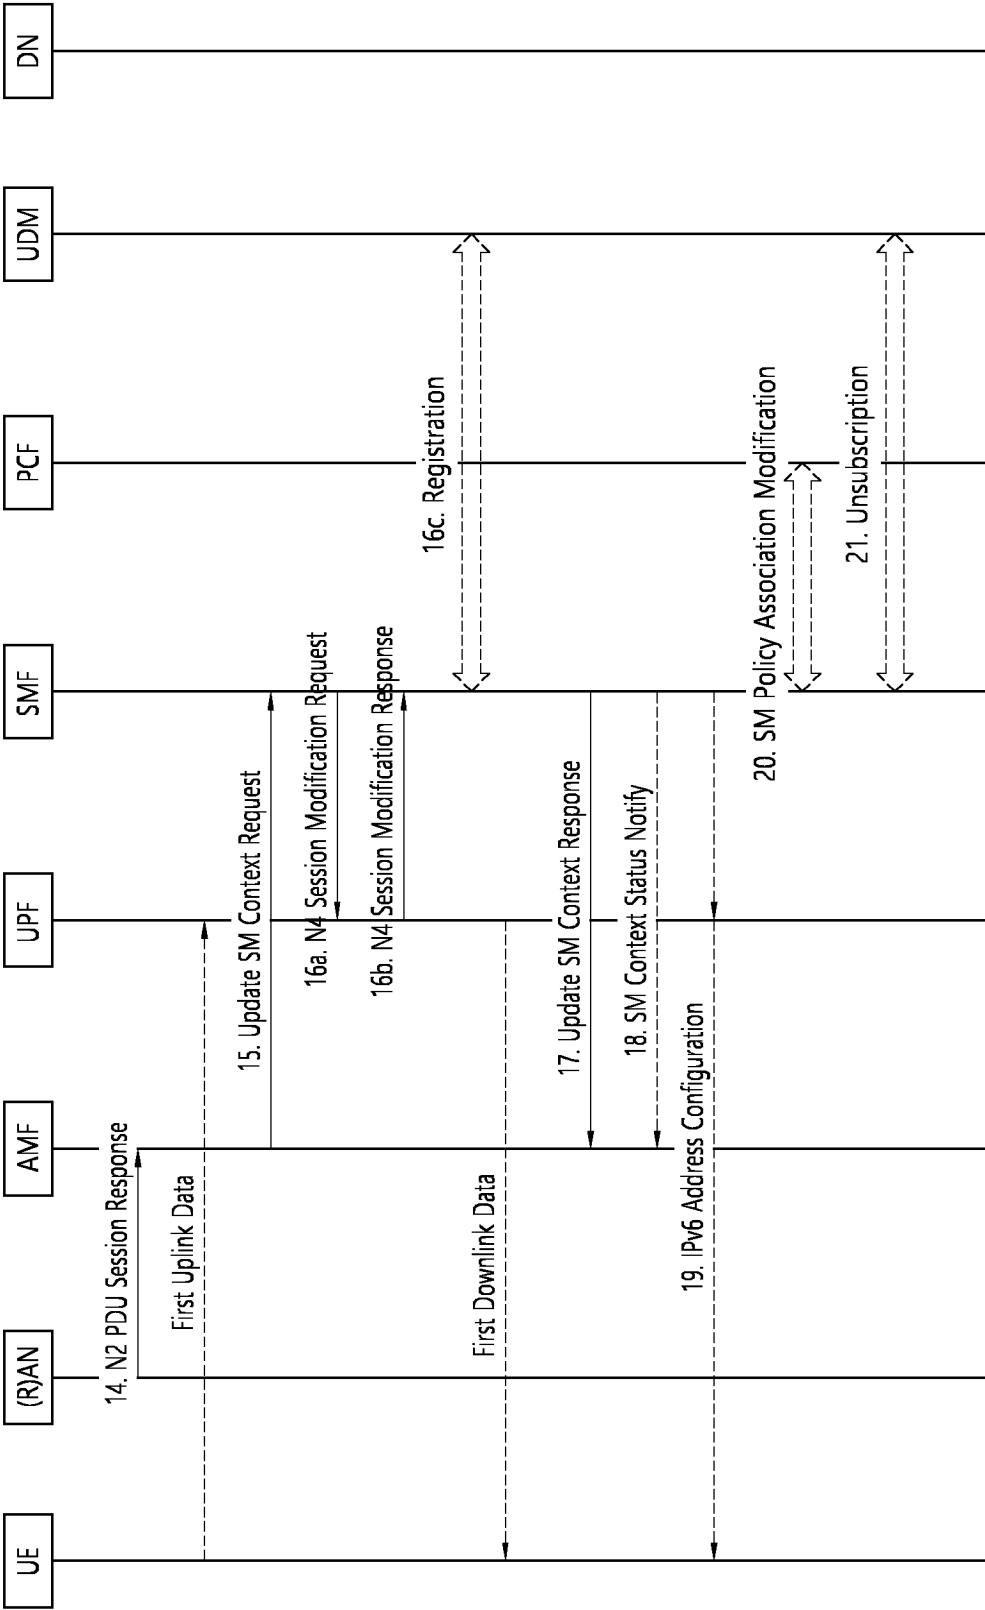 UE
(R)AN
AMF
UPF
SMF
PCF
UDM
DN
14. N2 PDU Session Response
First Uplink Data
15. Update SM Context Request
16a. N4 Session Modification Request
16b. N4 Session Modification Response
16c. Registration
First Downlink Data
17. Update SM Context Response
18. SM Context Status Notify
19. IPv6 Address Configuration
20. SM Policy Association Modification
21. Unsubscription